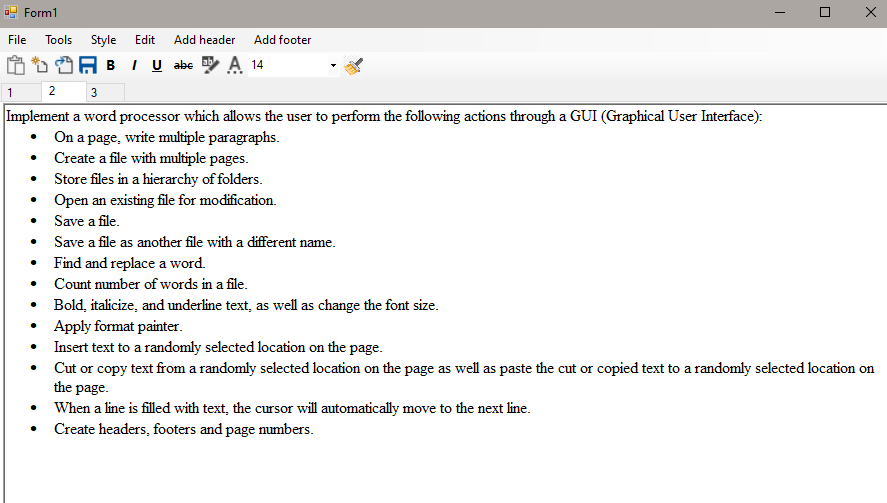 Form1
File Tools Style Edit Add header Add footer
B I U abc ab A 14
1 2 3
Implement a word processor which allows the user to perform the following actions through a GUI (Graphical User Interface):
• On a page, write multiple paragraphs.
• Create a file with multiple pages.
• Store files in a hierarchy of folders.
• Open an existing file for modification.
• Save a file.
• Save a file as another file with a different name.
• Find and replace a word.
• Count number of words in a file.
• Bold, italicize, and underline text, as well as change the font size.
• Apply format painter.
• Insert text to a randomly selected location on the page.
• Cut or copy text from a randomly selected location on the page as well as paste the cut or copied text to a randomly selected location on
the page.
• When a line is filled with text, the cursor will automatically move to the next line.
• Create headers, footers and page numbers.